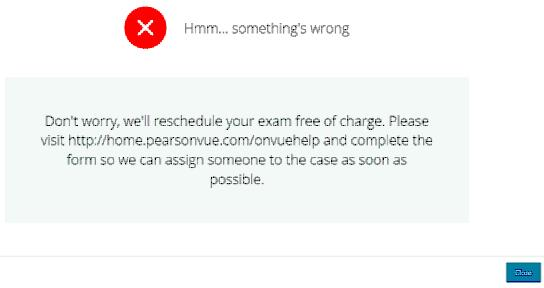 Hmm... something's wrong
Don't worry, we'll reschedule your exam free of charge. Please
visit http://home.pearsonvue.com/onvuehelp and complete the
form so we can assign someone to the case as soon as
possible.
Close